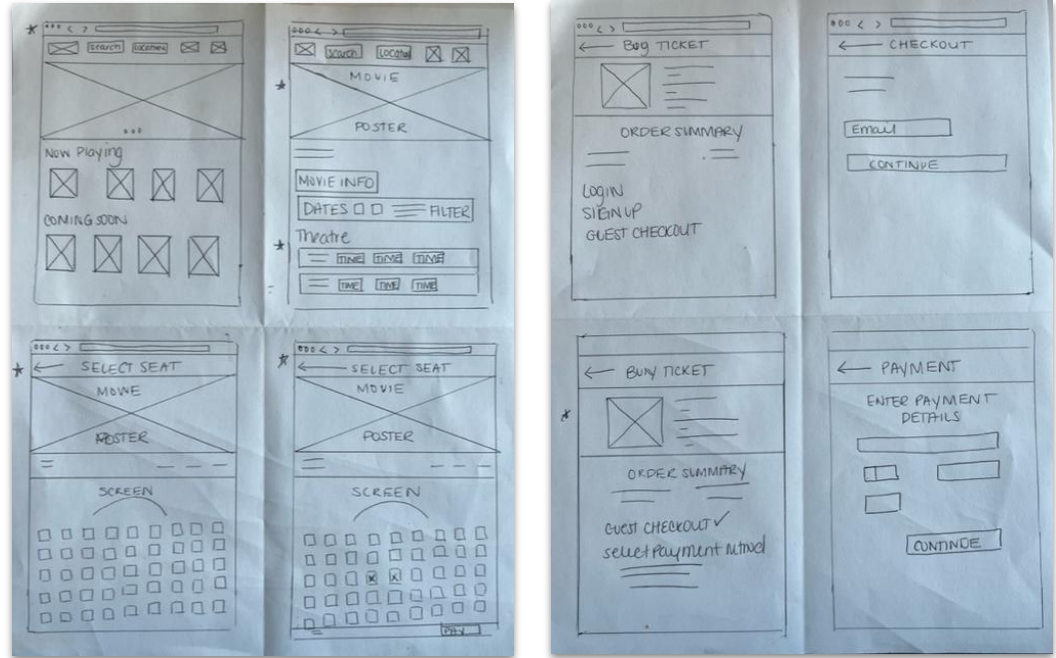 Search Location
Now Playing
COMING SOON
Search Location
MOVIE
POSTER
MOVIE INFO
DATES FILTER
Theatre
TIME TIME TIME
TIME TIME TIME
SELECT SEAT
MOVIE
POSTER
SCREEN
SELECT SEAT
MOVIE
POSTER
SCREEN
PAY
Buy TICKET
ORDER SUMMARY
LOGIN
SIGNUP
GUEST CHECKOUT
CHECKOUT
Email
CONTINUE
BUY TICKET
ORDER SUMMARY
GUEST CHECKOUT ✓
select Payment method
PAYMENT
ENTER PAYMENT
DETAILS
CONTINUE